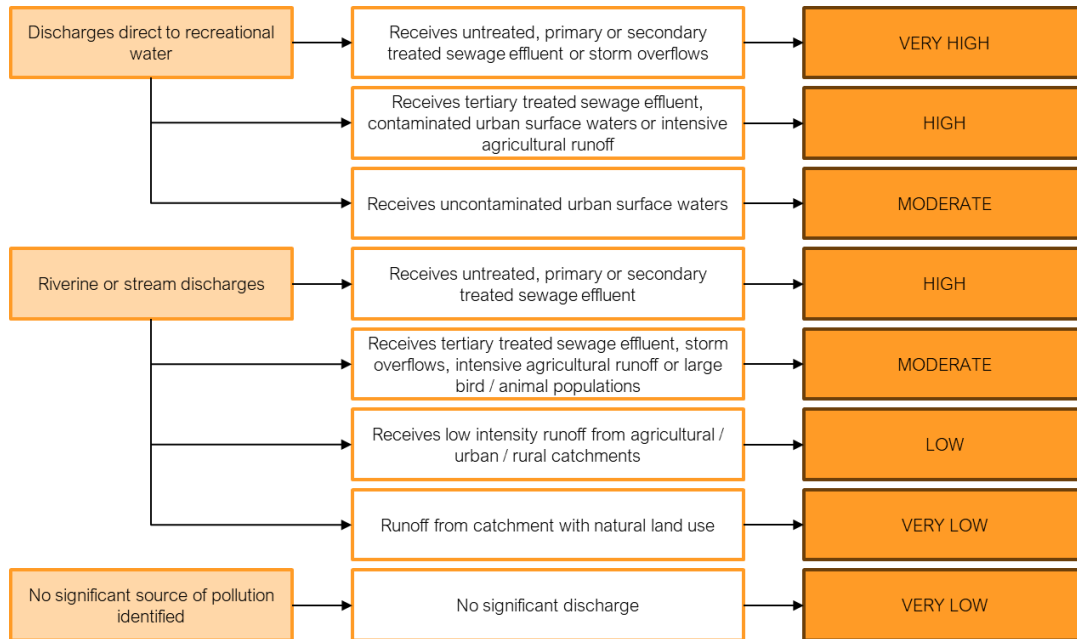 Discharges direct to recreational
water
Receives untreated, primary or secondary
treated sewage effluent or storm overflows
VERY HIGH
Receives tertiary treated sewage effluent,
contaminated urban surface waters or intensive
agricultural runoff
HIGH
Receives uncontaminated urban surface waters
MODERATE
Riverine or stream discharges
Receives untreated, primary or secondary
treated sewage effluent
HIGH
Receives tertiary treated sewage effluent, storm
overflows, intensive agricultural runoff or large
bird / animal populations
MODERATE
Receives low intensity runoff from agricultural /
urban / rural catchments
LOW
Runoff from catchment with natural land use
VERY LOW
No significant source of pollution
identified
No significant discharge
VERY LOW